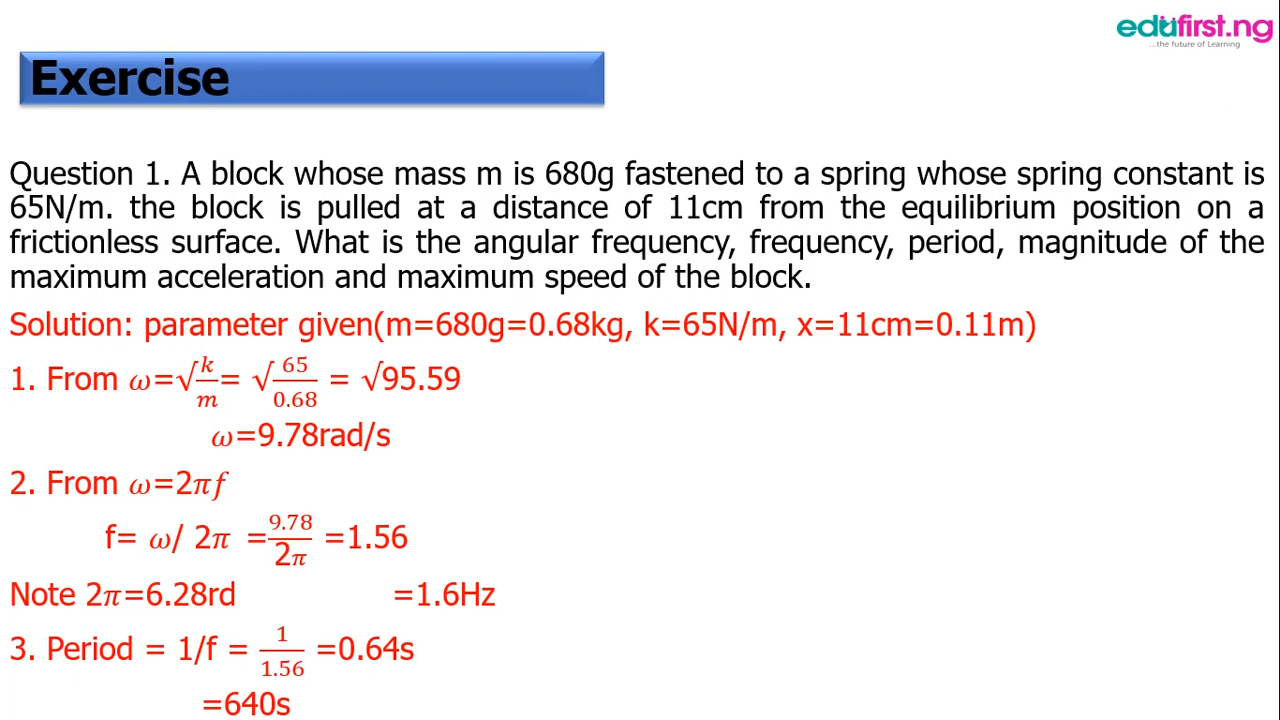 edufirst.ng
...the future of Learning
Exercise
Question 1. A block whose mass m is 680g fastened to a spring whose spring constant is
65N/m. the block is pulled at a distance of 11cm from the equilibrium position on a
frictionless surface. What is the angular frequency, frequency, period, magnitude of the
maximum acceleration and maximum speed of the block.
Solution: parameter given(m=680g=0.68kg, k=65N/m, x=11cm=0.11m)
1. From ω=√k/m= √65/0.68 = √95.59
ω=9.78rad/s
2. From ω=2πf
f= ω/ 2π =9.78/2π =1.56
Note 2π=6.28rd =1.6Hz
3. Period = 1/f = 1/1.56 =0.64s
=640s